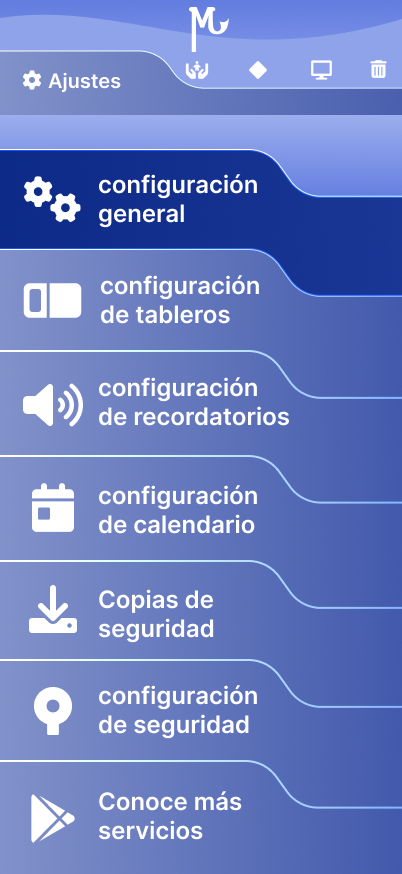 M
Ajustes
configuración
general
configuración
de tableros
configuración
de recordatorios
configuración
de calendario
Copias de
seguridad
configuración
de seguridad
Conoce más
servicios